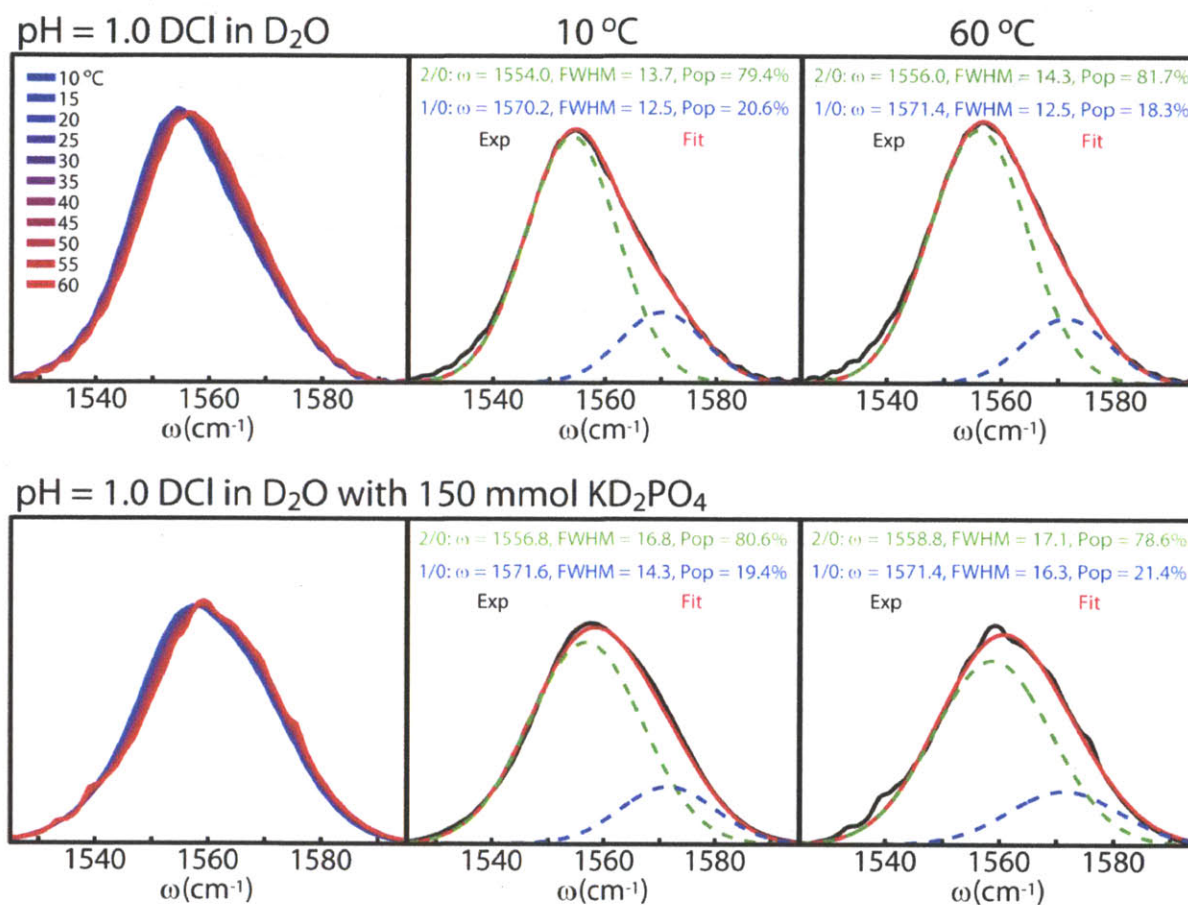 pH = 1.0 DCl in D₂O
10 °C
60 °C
10 °C
15
20
25
30
35
40
45
50
55
60
2/0: ω = 1554.0, FWHM = 13.7, Pop = 79.4%
1/0: ω = 1570.2, FWHM = 12.5, Pop = 20.6%
Exp
Fit
2/0: ω = 1556.0, FWHM = 14.3, Pop = 81.7%
1/0: ω = 1571.4, FWHM = 12.5, Pop = 18.3%
Exp
Fit
1540
1560
1580
ω(cm⁻¹)
1540
1560
1580
ω(cm⁻¹)
1540
1560
1580
ω(cm⁻¹)
pH = 1.0 DCl in D₂O with 150 mmol KD₂PO₄
2/0: ω = 1556.8, FWHM = 16.8, Pop = 80.6%
1/0: ω = 1571.6, FWHM = 14.3, Pop = 19.4%
Exp
Fit
2/0: ω = 1558.8, FWHM = 17.1, Pop = 78.6%
1/0: ω = 1571.4, FWHM = 16.3, Pop = 21.4%
Exp
Fit
1540
1560
1580
ω(cm⁻¹)
1540
1560
1580
ω(cm⁻¹)
1540
1560
1580
ω(cm⁻¹)